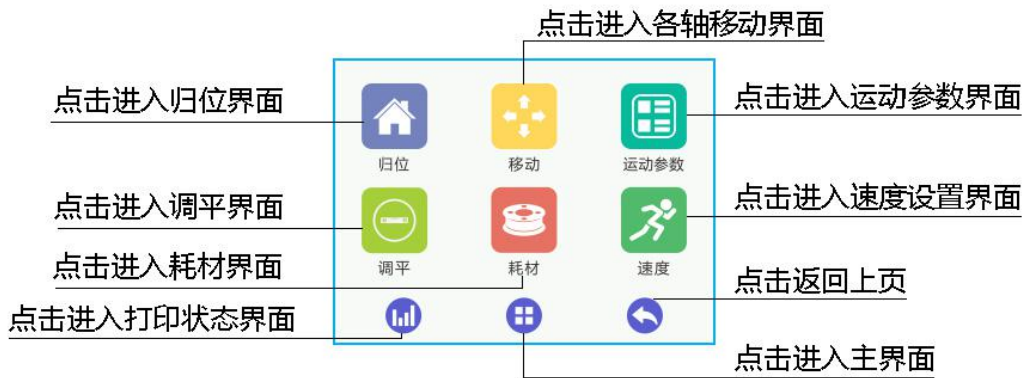 点击进入各轴移动界面
点击进入归位界面
点击进入运动参数界面
归位
移动
运动参数
点击进入调平界面
点击进入速度设置界面
调平
耗材
速度
点击进入耗材界面
点击返回上页
点击进入打印状态界面
点击进入主界面